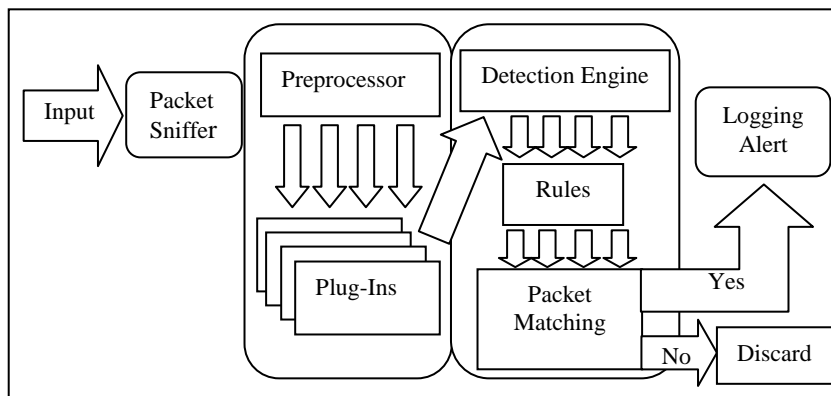 Input
Packet
Sniffer
Preprocessor
Plug-Ins
Detection Engine
Rules
Packet
Matching
Yes
Logging
Alert
No
Discard